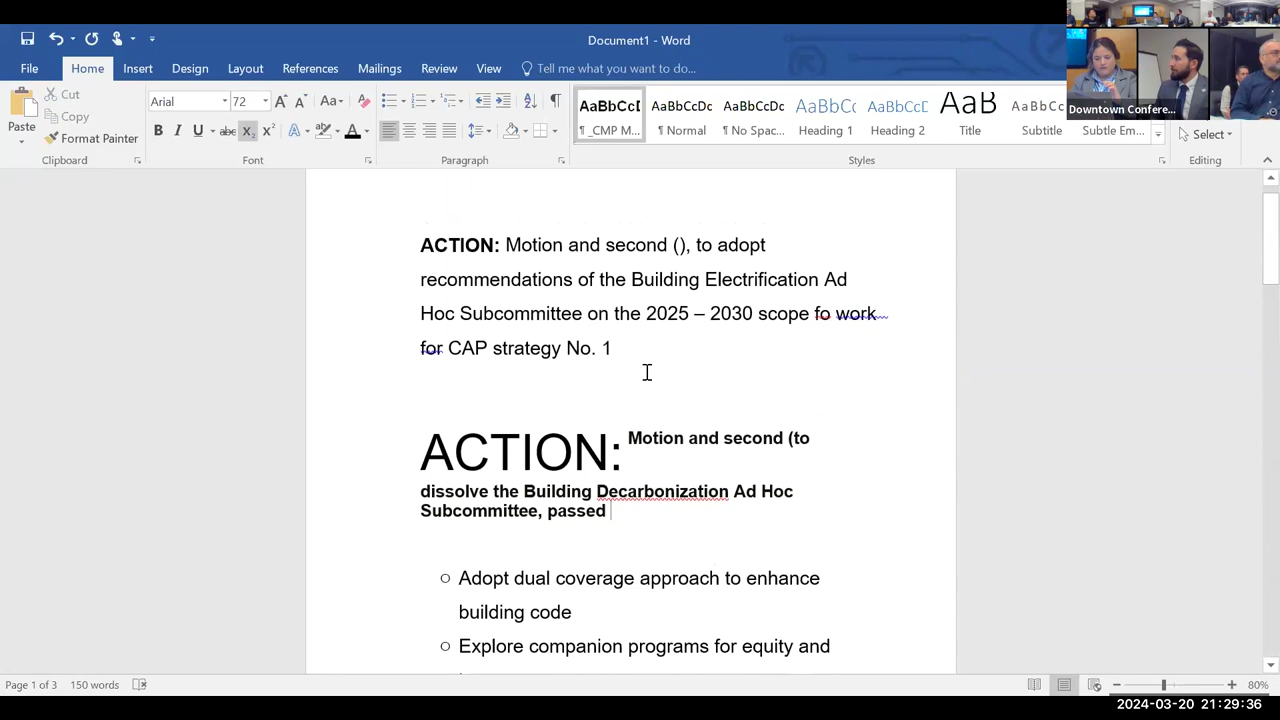 Document1 - Word
File Home Insert Design Layout References Mailings Review View Tell me what you want to do...
Paste
Cut
Copy
Format Painter
Clipboard
Arial 72
Font
Paragraph
AaBbCcI AaBbCcDc AaBbCcDc AaBbCc AaBbCcDc AaB AaBbCc
¶ _CMP M... ¶ Normal ¶ No Spac... Heading 1 Heading 2 Title Subtitle Subtle Em...
Styles
Select
Editing
Downtown Confere...
ACTION: Motion and second (), to adopt
recommendations of the Building Electrification Ad
Hoc Subcommittee on the 2025 – 2030 scope fo work
for CAP strategy No. 1
ACTION: Motion and second (to
dissolve the Building Decarbonization Ad Hoc
Subcommittee, passed
○ Adopt dual coverage approach to enhance
building code
○ Explore companion programs for equity and
Page 1 of 3 150 words
80%
2024-03-20 21:29:36